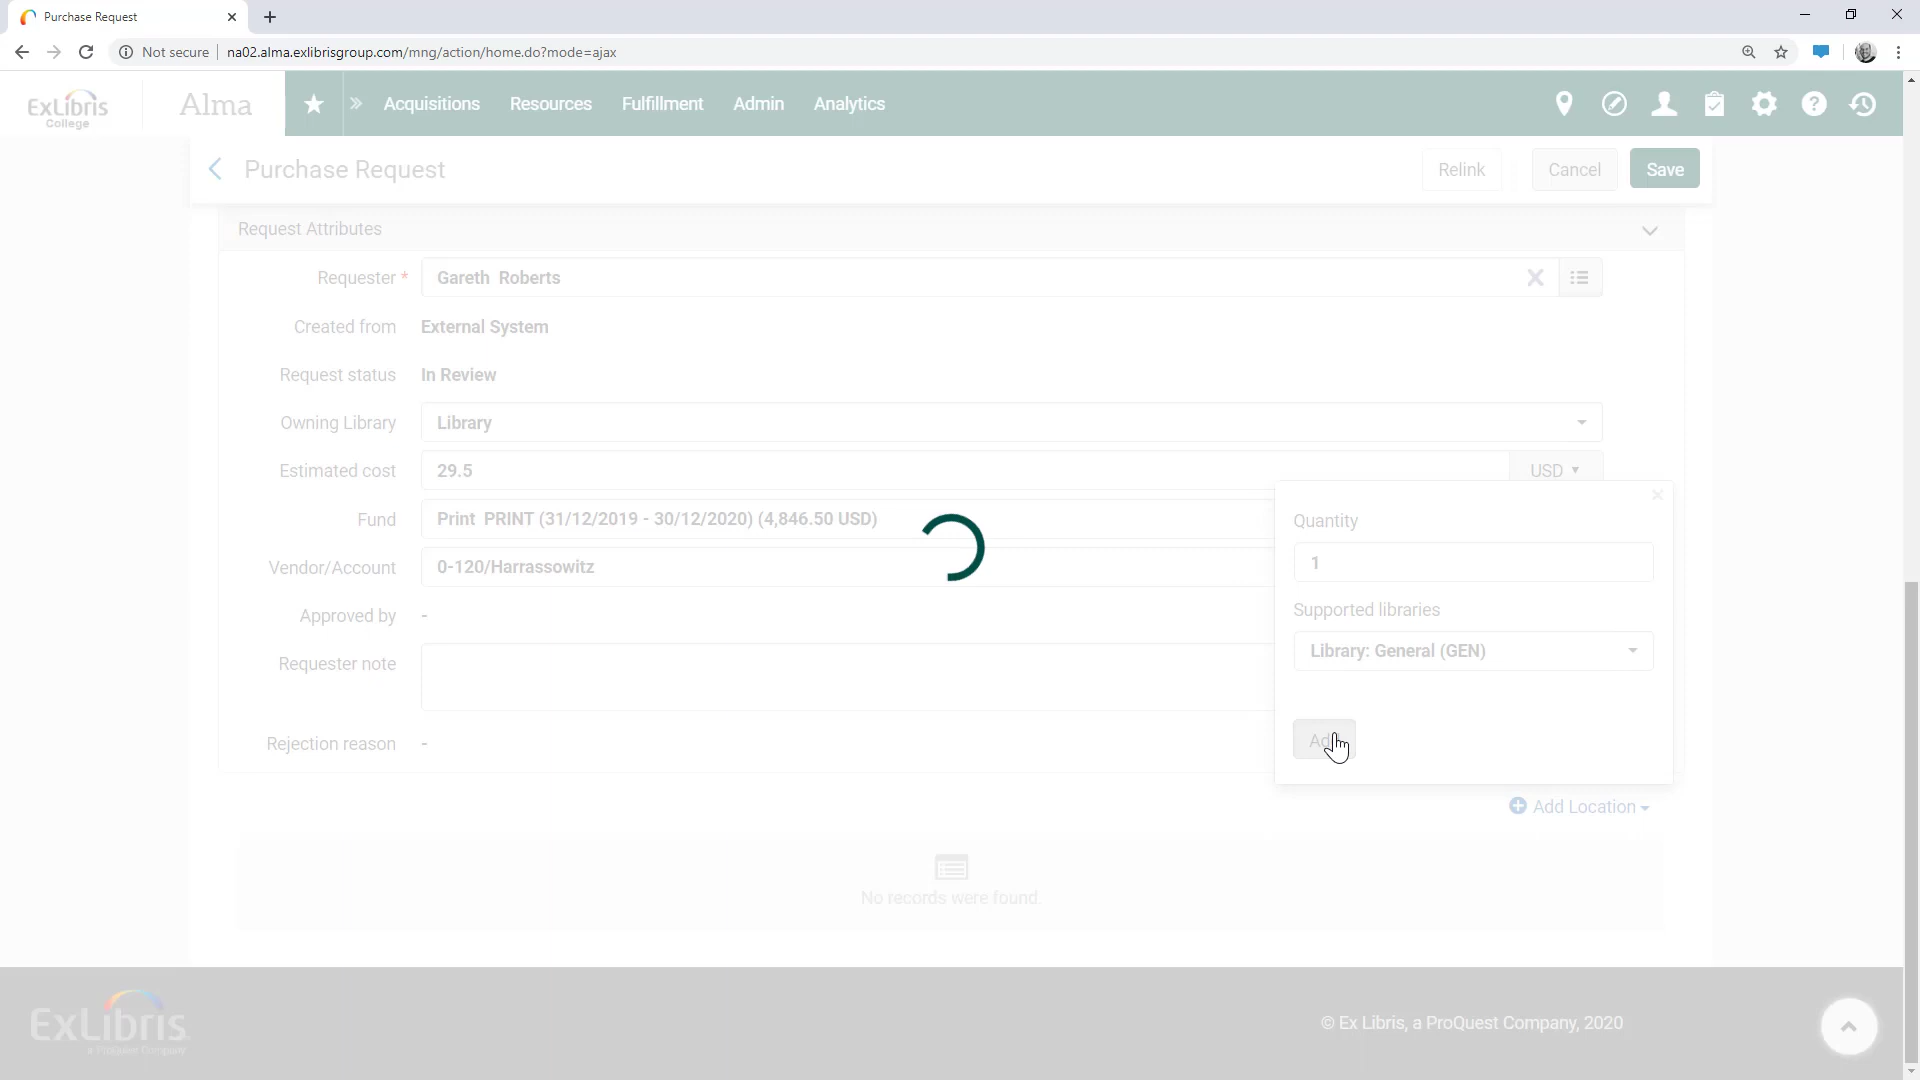 Purchase Request
Not secure
na02.alma.exlibrisgroup.com/mng/action/home.do?mode=ajax
ExLibris
College
Alma
Acquisitions
Resources
Fulfillment
Admin
Analytics
Purchase Request
Relink
Cancel
Save
Request Attributes
Requester *
Gareth Roberts
Created from
External System
Request status
In Review
Owning Library
Library
Estimated cost
29.5
USD
Fund
Print PRINT (31/12/2019 - 30/12/2020) (4,846.50 USD)
Vendor/Account
0-120/Harrassowitz
Approved by
-
Requester note
Rejection reason
-
Quantity
1
Supported libraries
Library: General (GEN)
Add Location
No records were found.
ExLibris
a ProQuest Company
© Ex Libris, a ProQuest Company, 2020